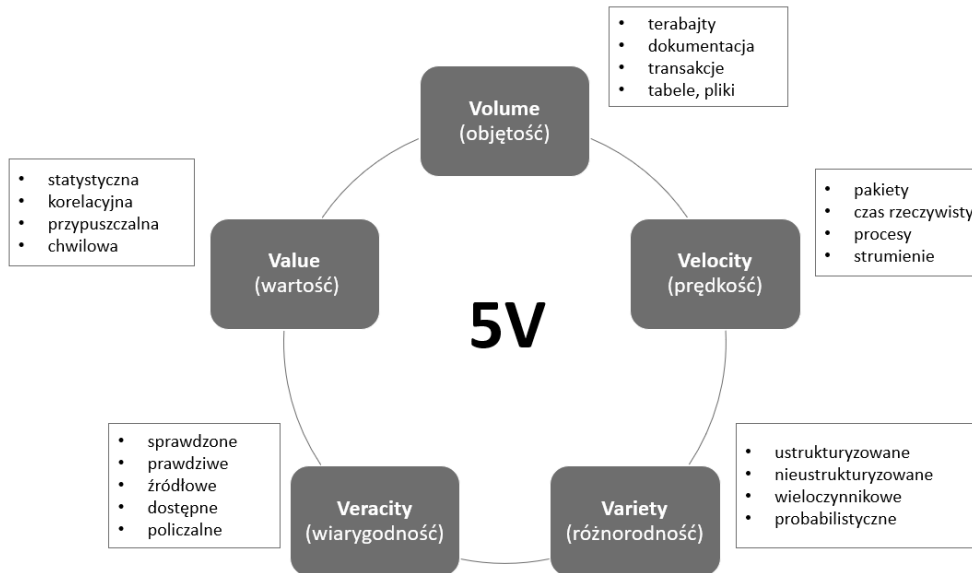 Volume
(objętość)
• terabajty
• dokumentacja
• transakcje
• tabele, pliki
Velocity
(prędkość)
• pakiety
• czas rzeczywisty
• procesy
• strumienie
Variety
(różnorodność)
• ustrukturyzowane
• nieustrukturyzowane
• wieloczynnikowe
• probabilistyczne
Veracity
(wiarygodność)
• sprawdzone
• prawdziwe
• źródłowe
• dostępne
• policzalne
Value
(wartość)
• statystyczna
• korelacyjna
• przypuszczalna
• chwilowa
5V